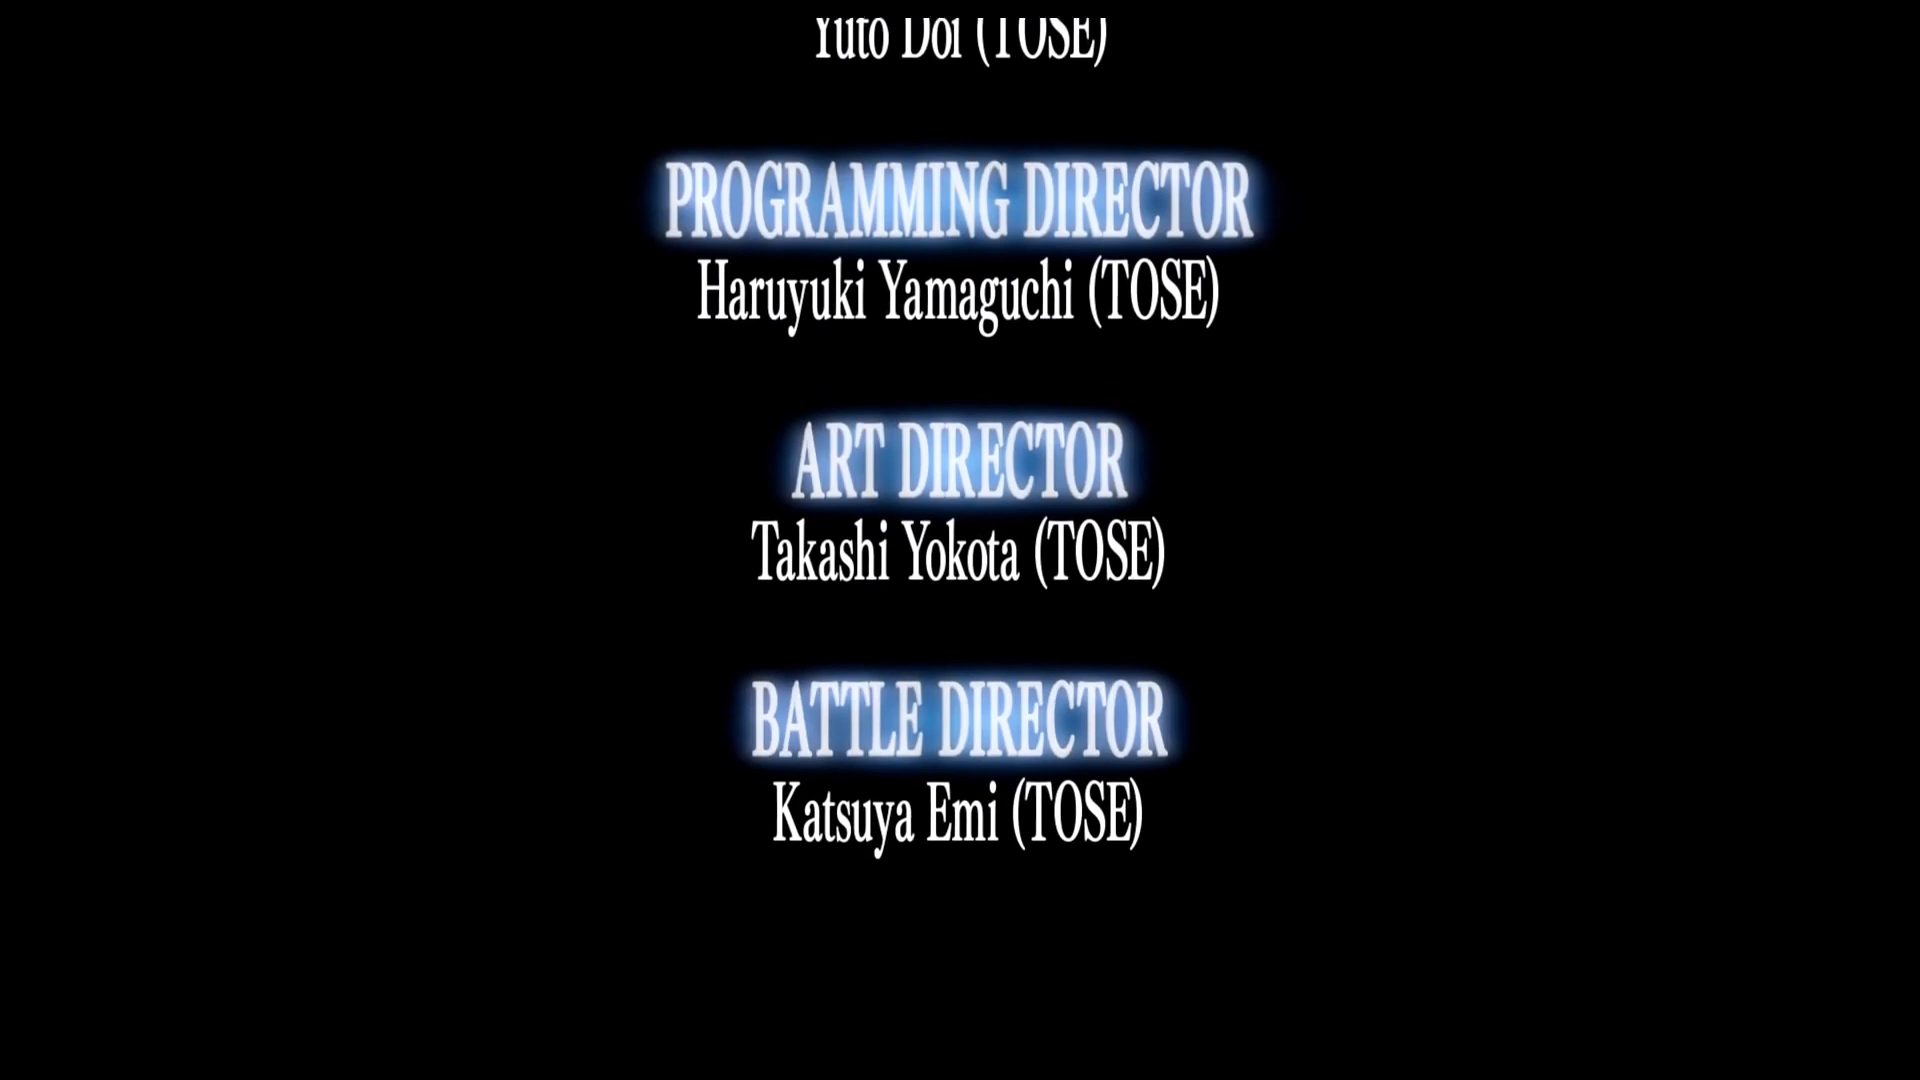 Yuto Doi (TOSE)
PROGRAMMING DIRECTOR
Haruyuki Yamaguchi (TOSE)
ART DIRECTOR
Takashi Yokota (TOSE)
BATTLE DIRECTOR
Katsuya Emi (TOSE)